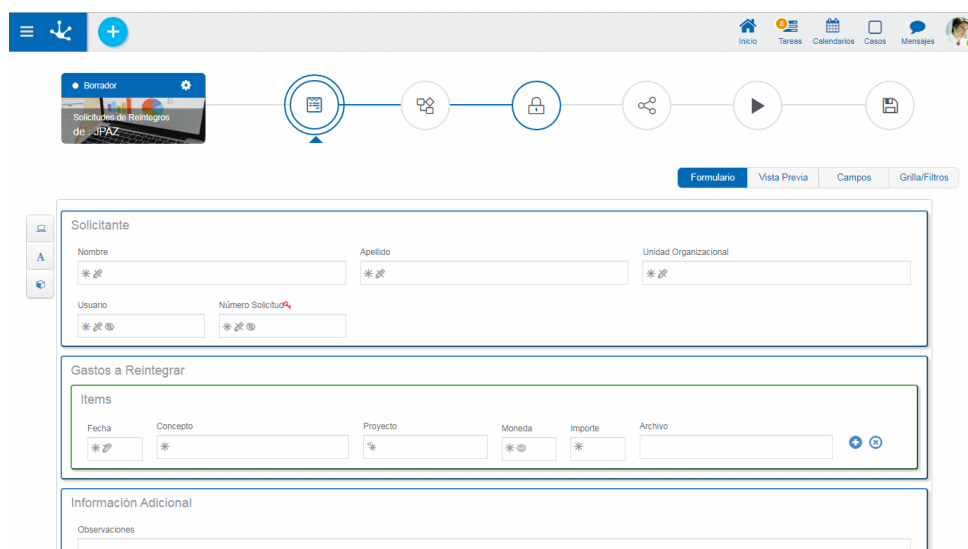 8
Inicio
Tareas
Calendarios
Casos
Mensajes
Borrador
Solicitudes de Reintegros
de : JPAZ
Formulario
Vista Previa
Campos
Grilla/Filtros
A
Solicitante
Nombre
Apellido
Unidad Organizacional
Usuario
Número Solicitud
Gastos a Reintegrar
Items
Fecha
Concepto
Proyecto
Moneda
Importe
Archivo
Información Adicional
Observaciones